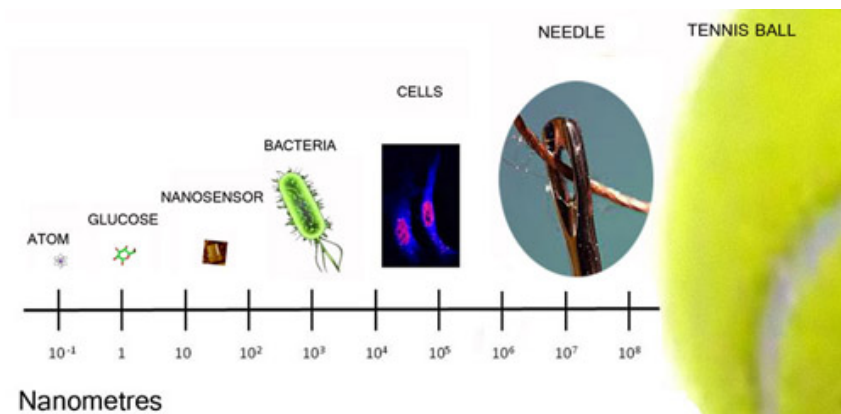 NEEDLE
TENNIS BALL
CELLS
BACTERIA
NANOSENSOR
GLUCOSE
ATOM
10⁻¹ 1 10 10² 10³ 10⁴ 10⁵ 10⁶ 10⁷ 10⁸
Nanometres